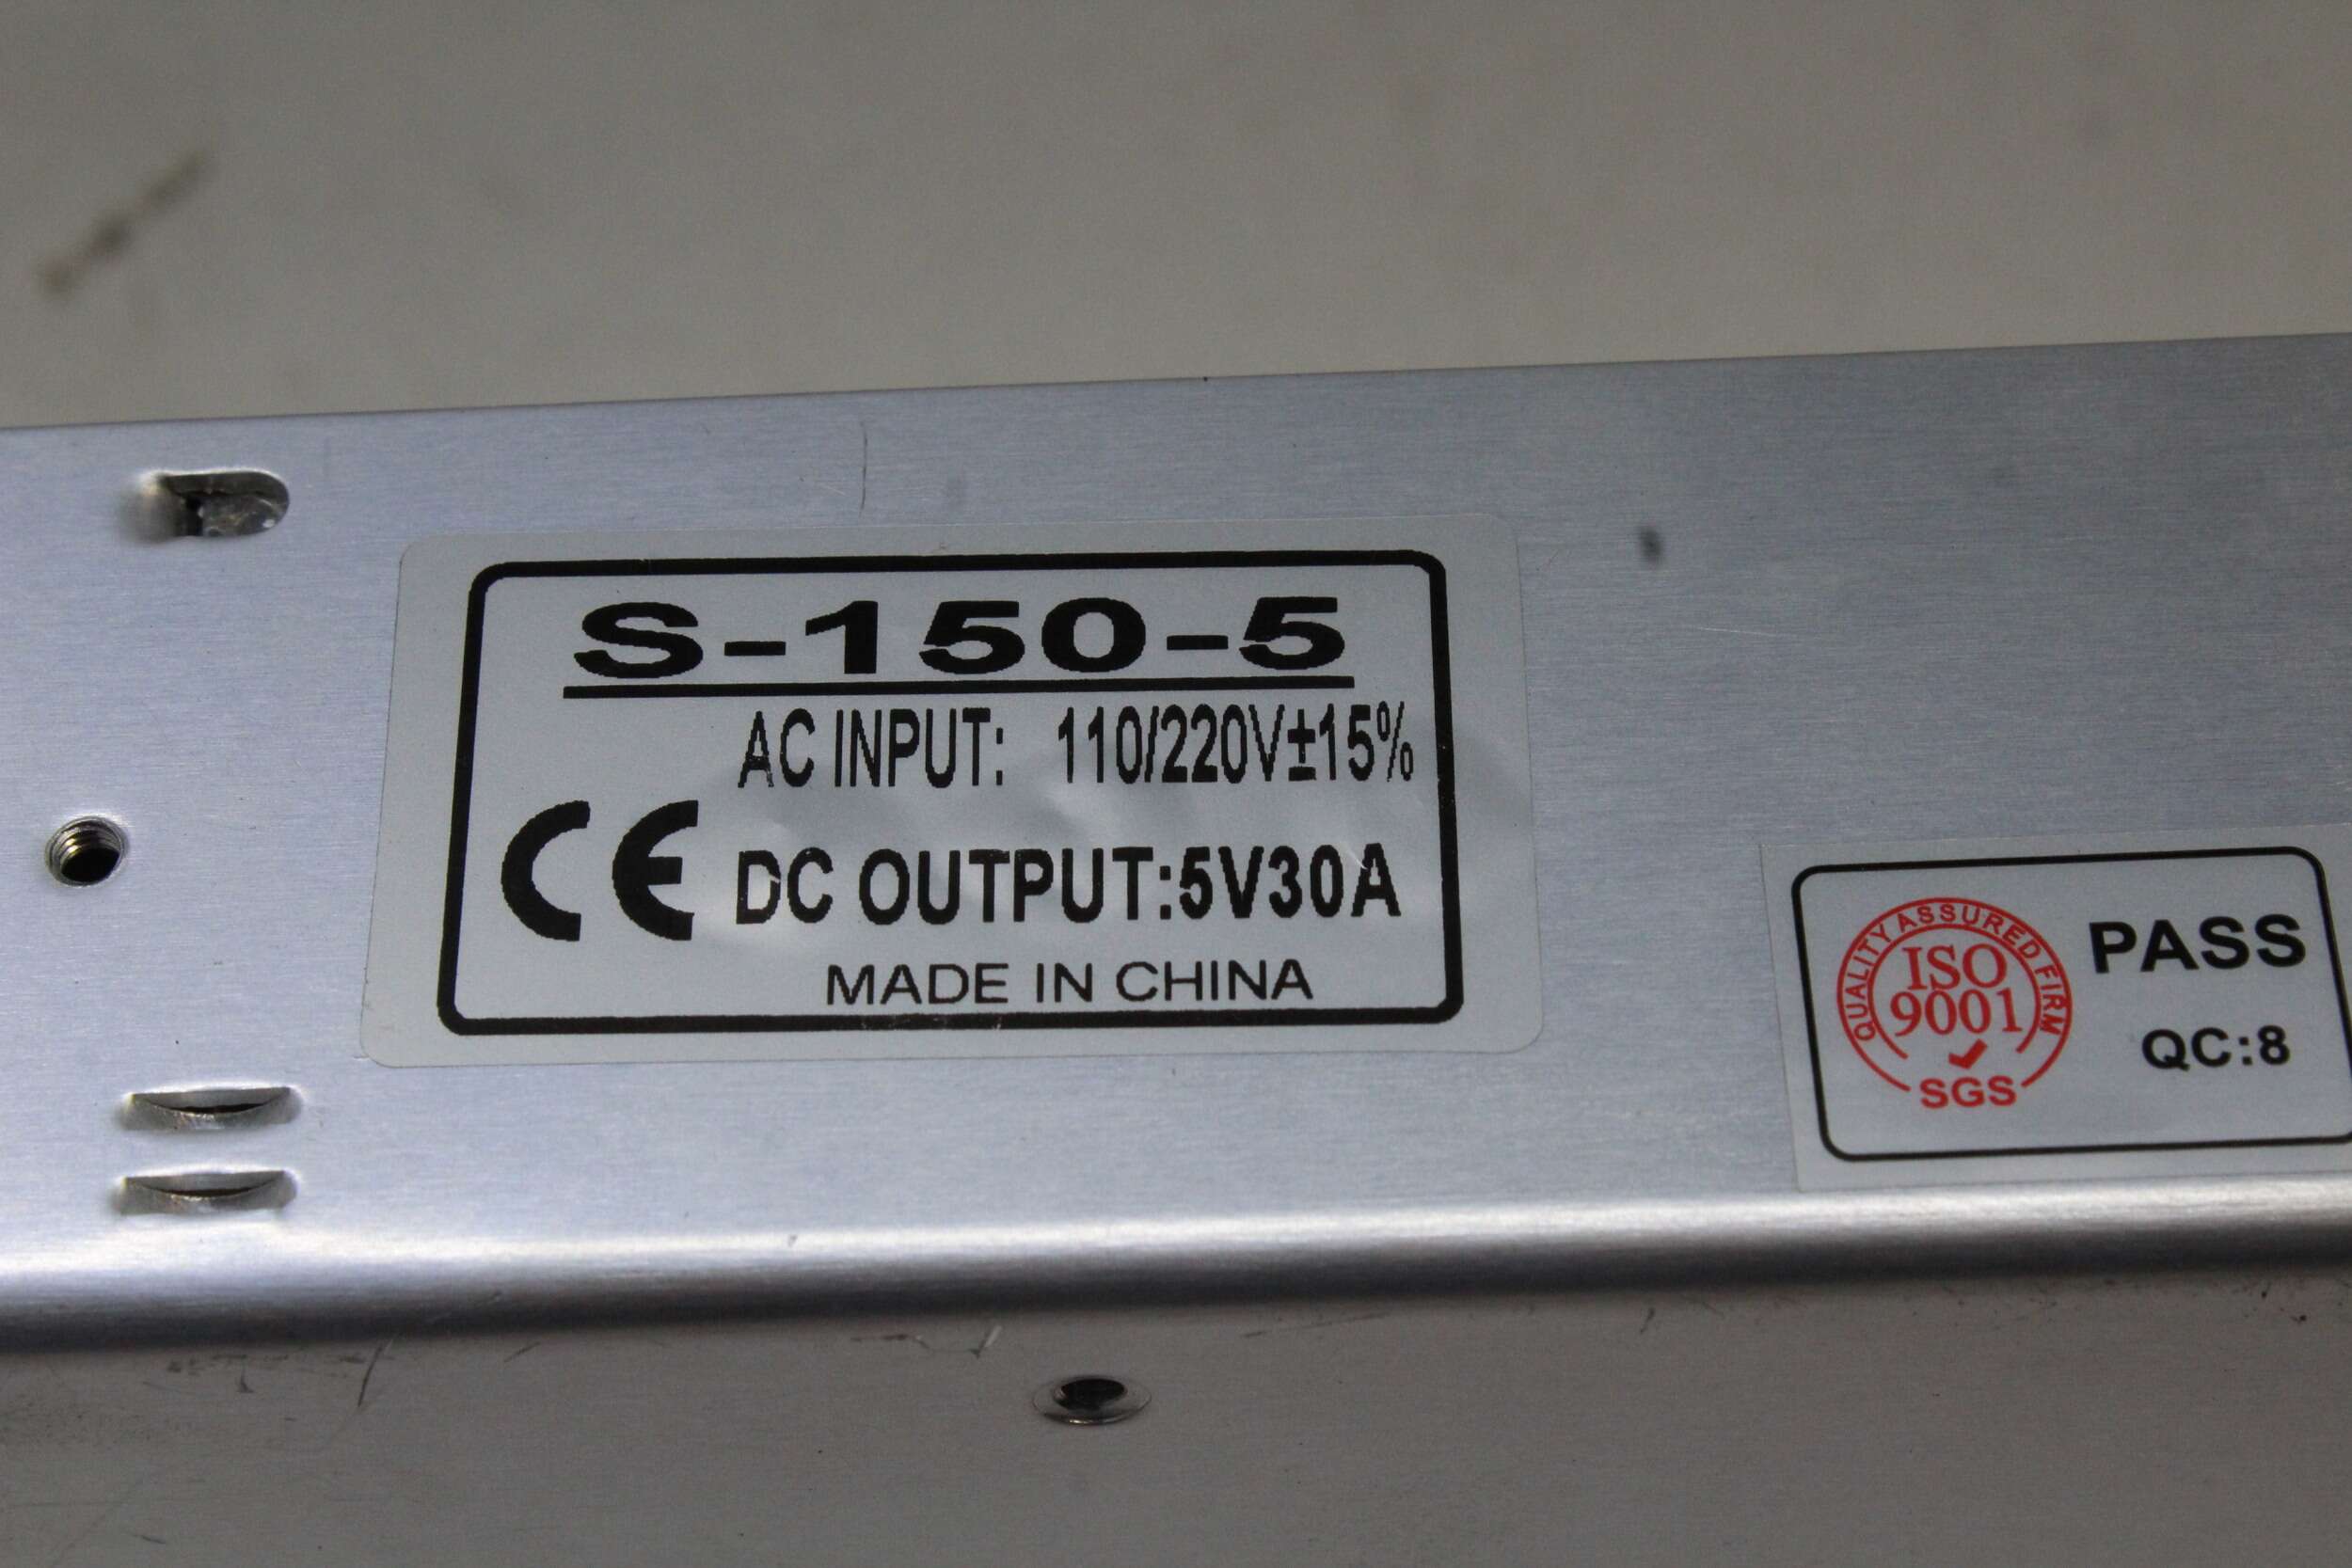 S-150-5
AC INPUT: 110/220V±15%
CE
DC OUTPUT:5V30A
MADE IN CHINA
QUALITY ASSURED FIRM
ISO
9001
SGS
PASS
QC:8